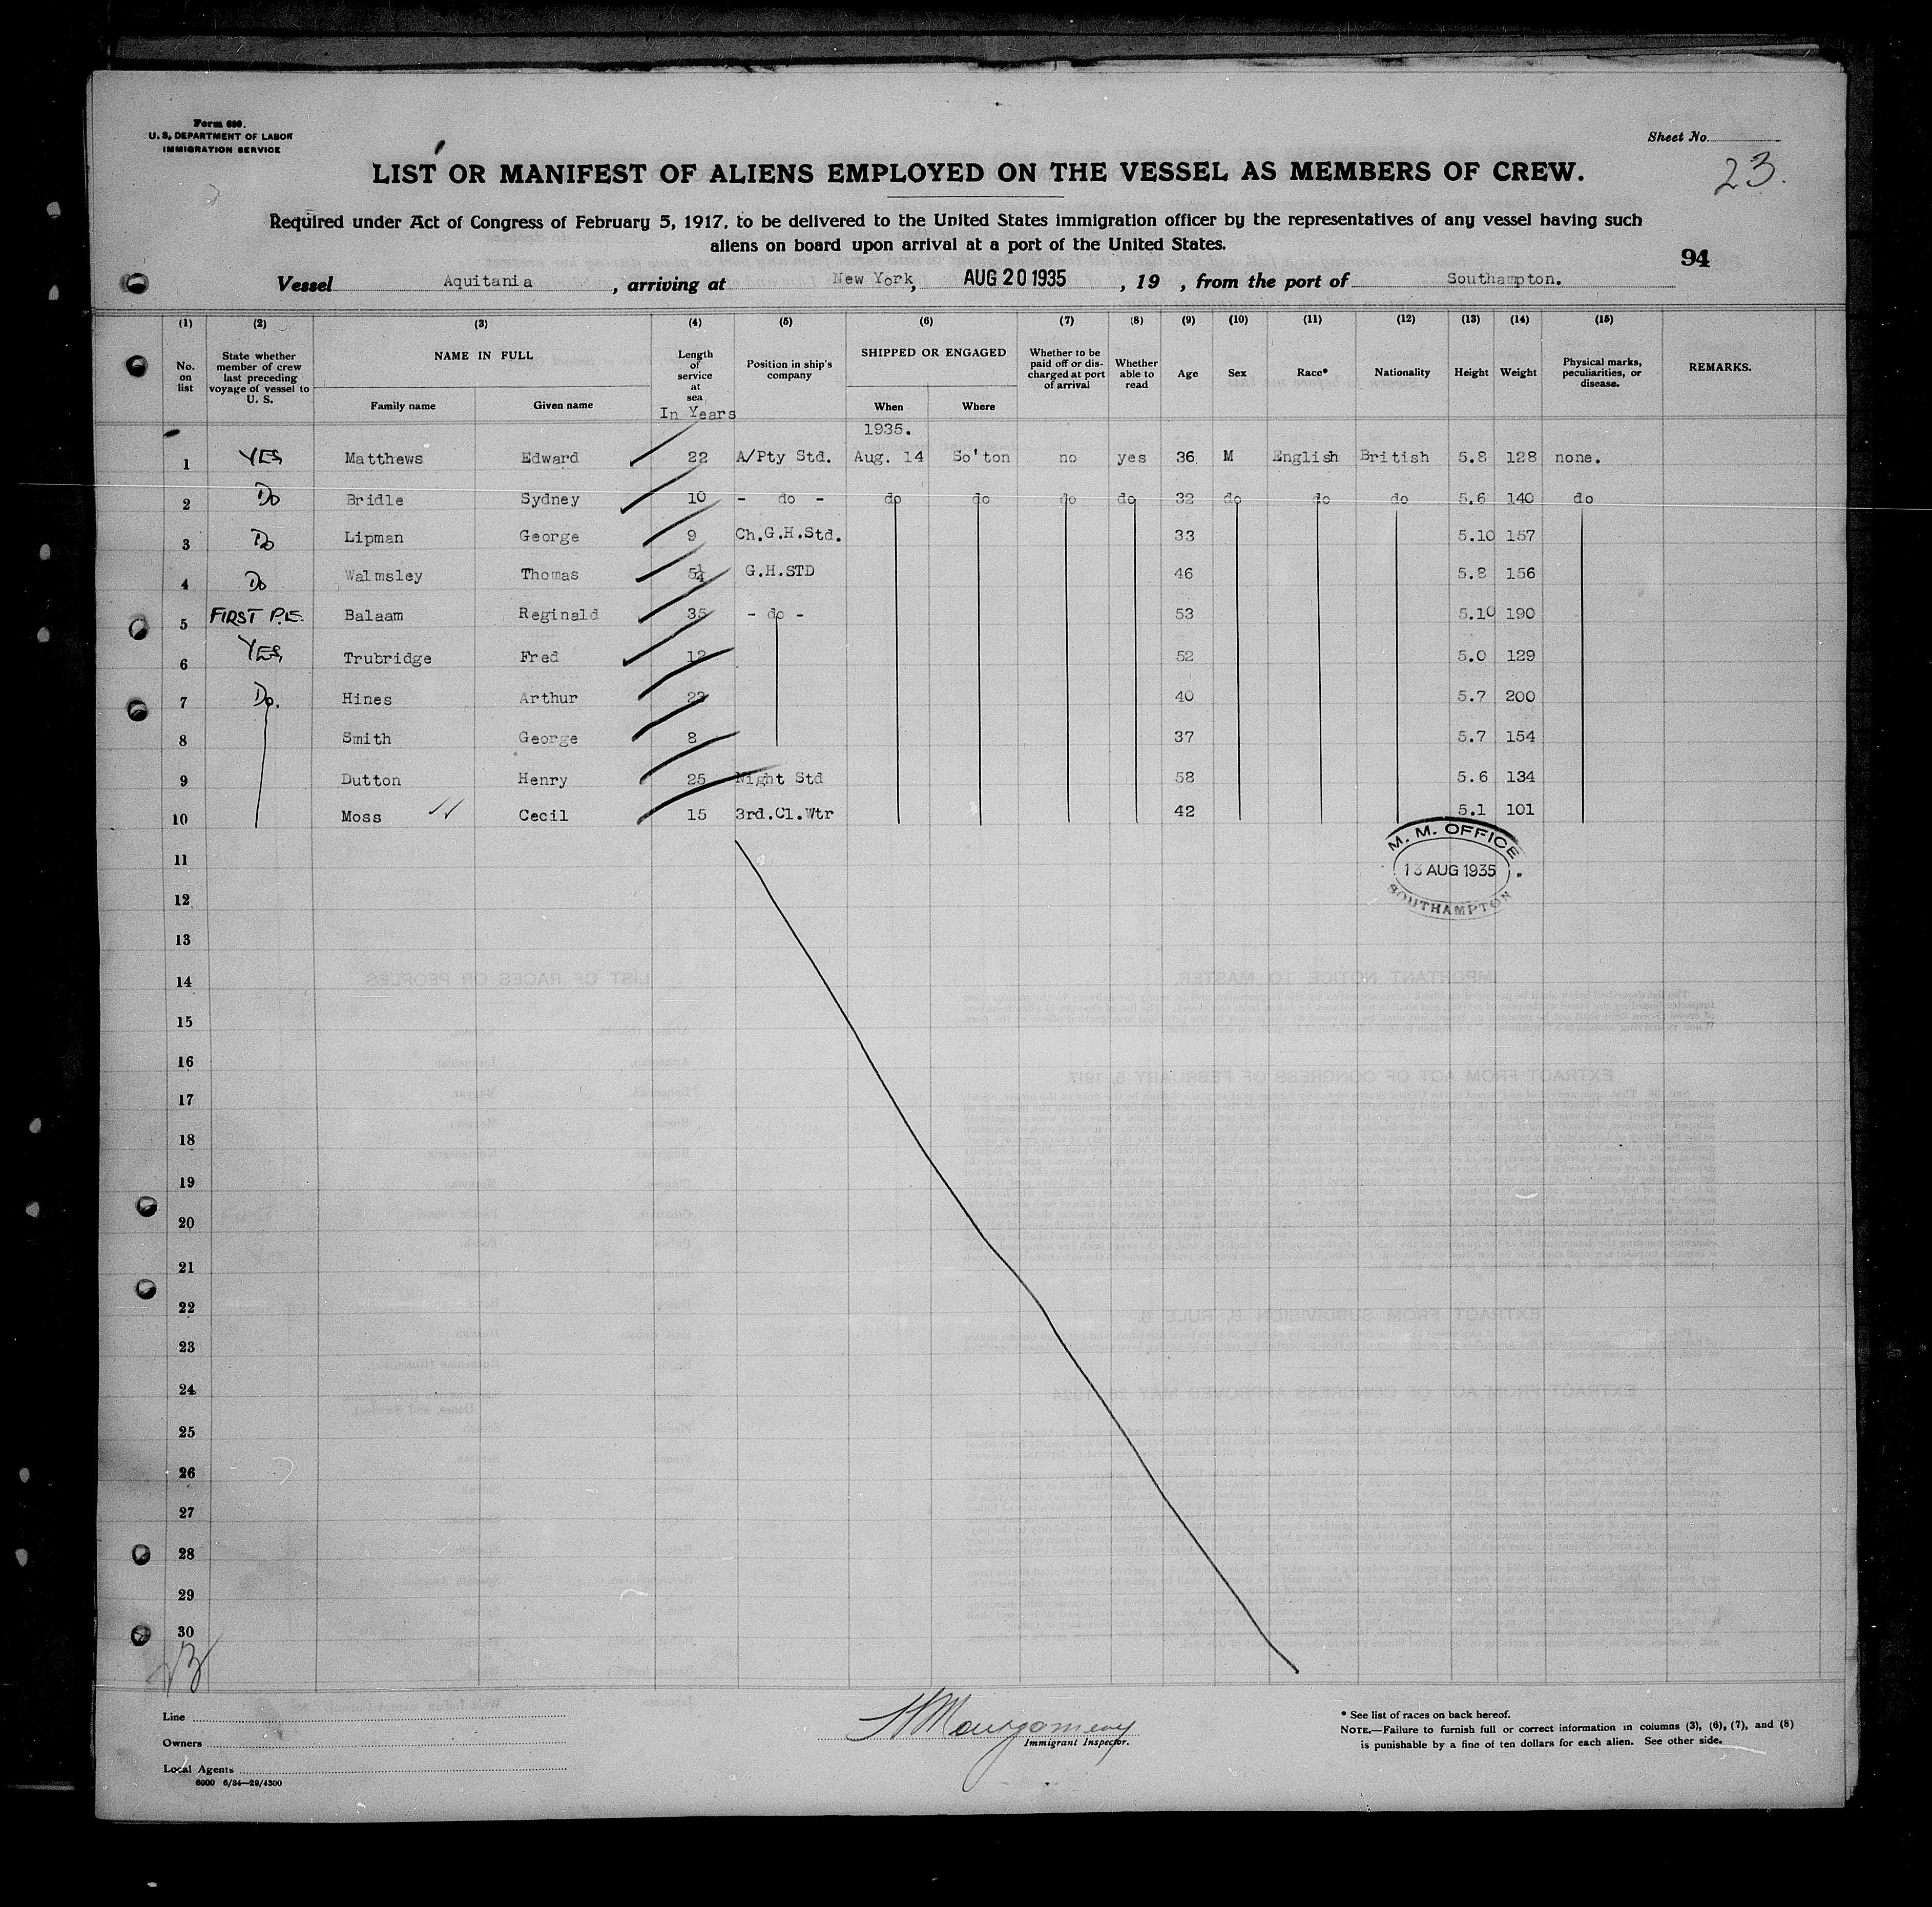 Form 680.
U. S. DEPARTMENT OF LABOR
IMMIGRATION SERVICE
Sheet No.
23.
LIST OR MANIFEST OF ALIENS EMPLOYED ON THE VESSEL AS MEMBERS OF CREW.
Required under Act of Congress of February 5, 1917, to be delivered to the United States immigration officer by the representatives of any vessel having such
aliens on board upon arrival at a port of the United States.
94
Vessel Aquitania, arriving at New York, AUG 20 1935, 19 , from the port of Southampton.
(1) (2) (3) (4) (5) (6) (7) (8) (9) (10) (11) (12) (13) (14) (15)
No. on list State whether member of crew last preceding voyage of vessel to U. S. NAME IN FULL Family name Given name Length of service at sea In Years Position in ship's company SHIPPED OR ENGAGED When Where Whether to be paid off or discharged at port of arrival Whether able to read Age Sex Race* Nationality Height Weight Physical marks, peculiarities, or disease. REMARKS.
1935.
1 YES Matthews Edward 22 A/Pty Std. Aug. 14 So'ton no yes 36 M English British 5.8 128 none.
2 Do Bridle Sydney 10 - do - do do do do 32 do do do 5.6 140 do
3 Do Lipman George 9 Ch.G.H.Std. 33 5.10 157
4 Do Walmsley Thomas 5¼ G.H.STD 46 5.8 156
5 FIRST P.E. Balaam Reginald 35 - do - 53 5.10 190
6 YES Trubridge Fred 12 52 5.0 129
7 Do. Hines Arthur 22 40 5.7 200
8 Smith George 8 37 5.7 154
9 Dutton Henry 25 Night Std 58 5.6 134
10 Moss Cecil 15 3rd.Cl.Wtr 42 5.1 101
M. M. OFFICE
13 AUG 1935
SOUTHAMPTON
11
12
13
14
15
16
17
18
19
20
21
22
23
24
25
26
27
28
29
30
Line
Owners
Local Agents
6000 6/34—29/4300
Montgomery
Immigrant Inspector.
* See list of races on back hereof.
NOTE.—Failure to furnish full or correct information in columns (3), (6), (7), and (8)
is punishable by a fine of ten dollars for each alien. See other side.